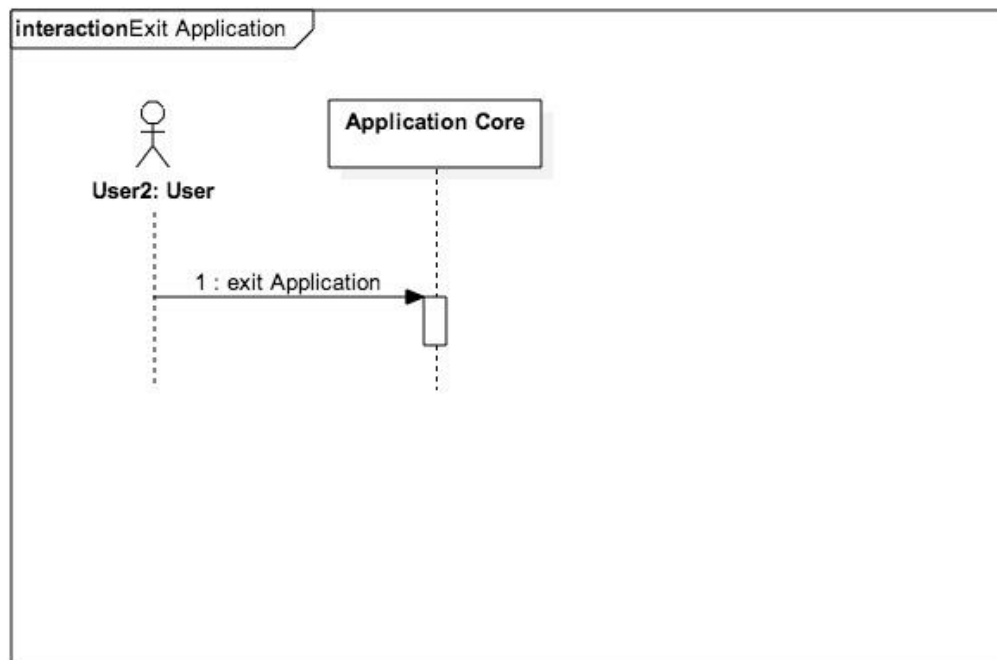 interactionExit Application
Application Core
User2: User
1 : exit Application